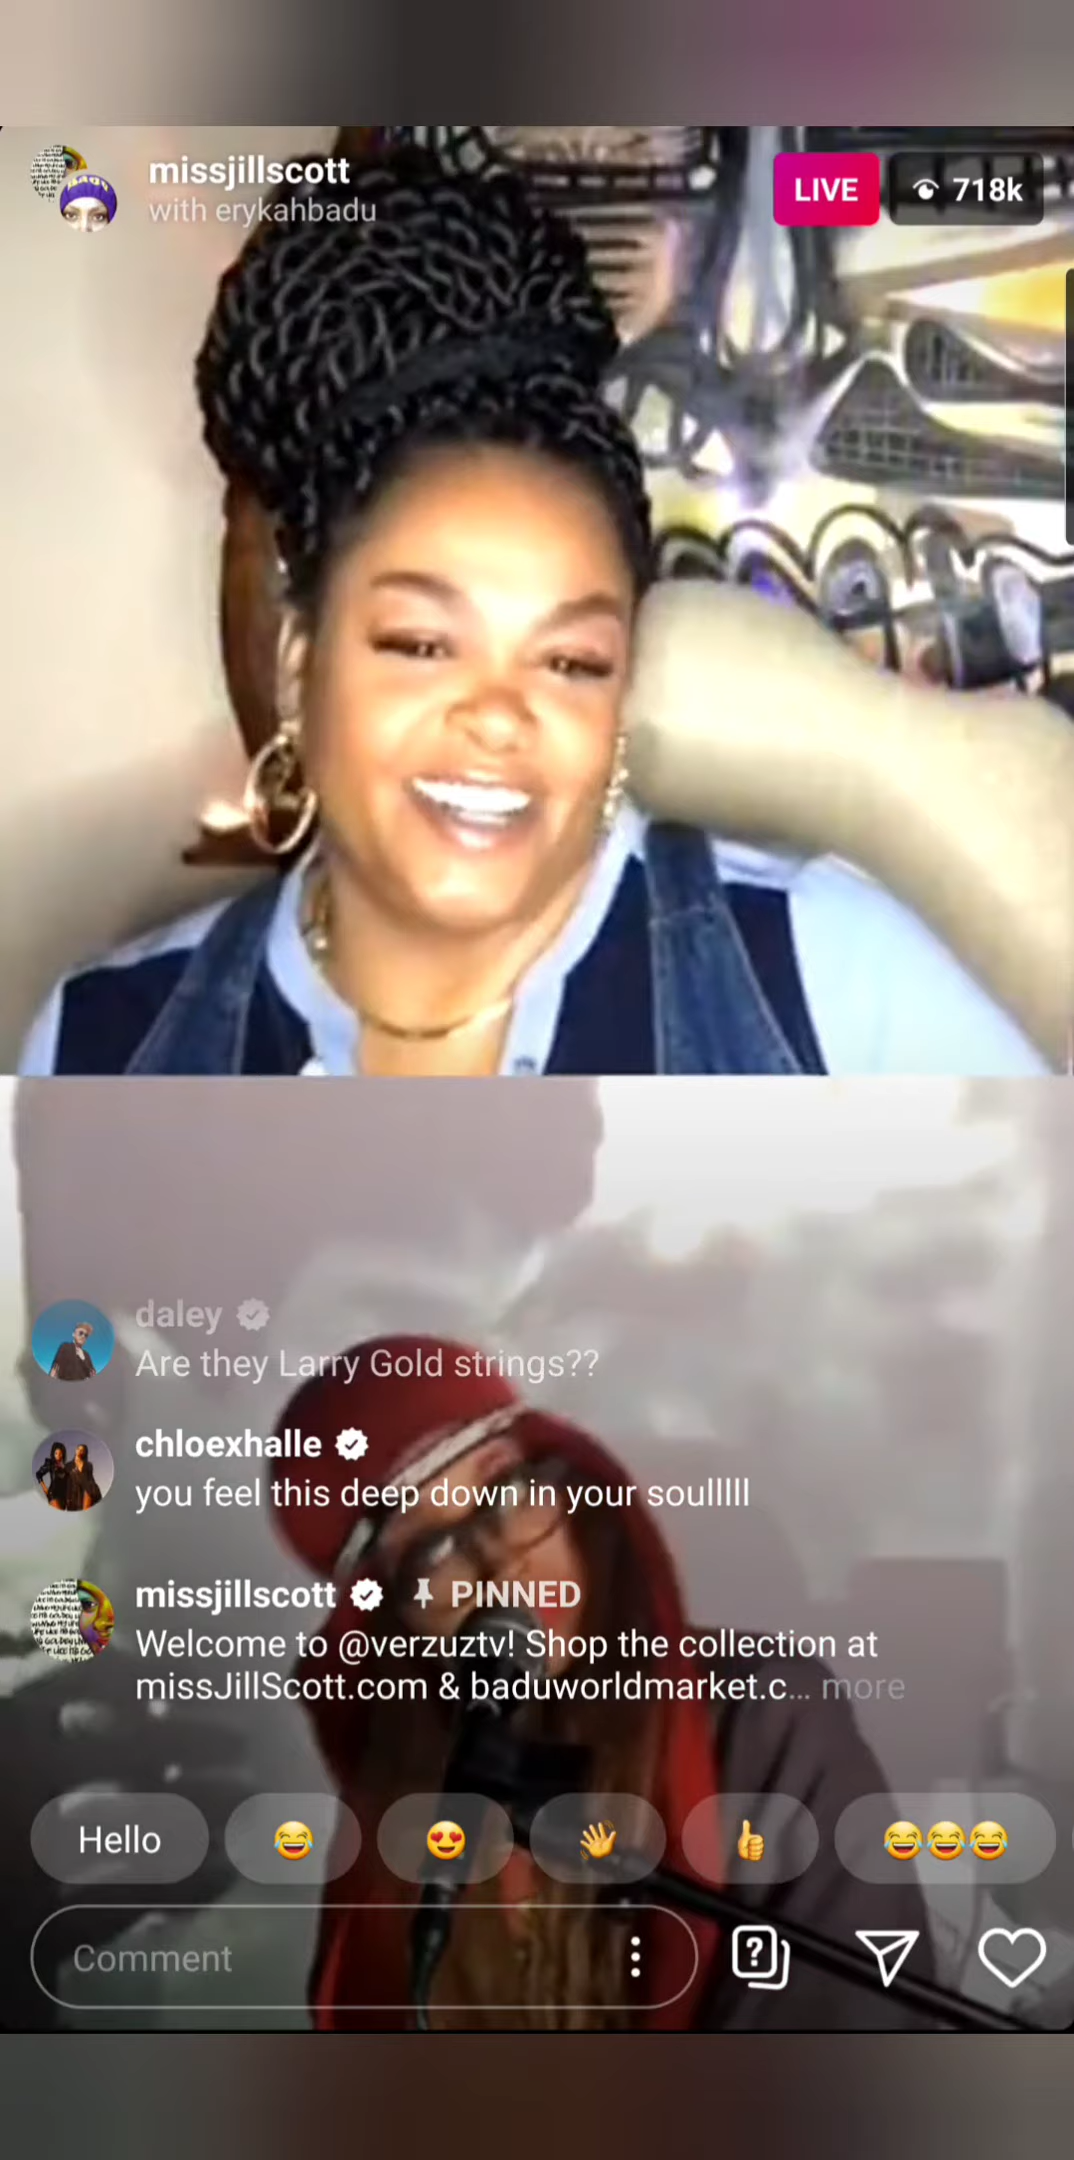 missjillscott
with erykahbadu
LIVE
718k
daley
Are they Larry Gold strings??
chloexhalle
you feel this deep down in your soulllll
missjillscott PINNED
Welcome to @verzuztv! Shop the collection at
missJillScott.com & baduworldmarket.c... more
Hello
Comment